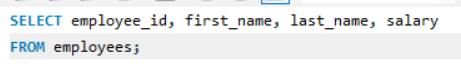 SELECT employee_id, first_name, last_name, salary
FROM employees;